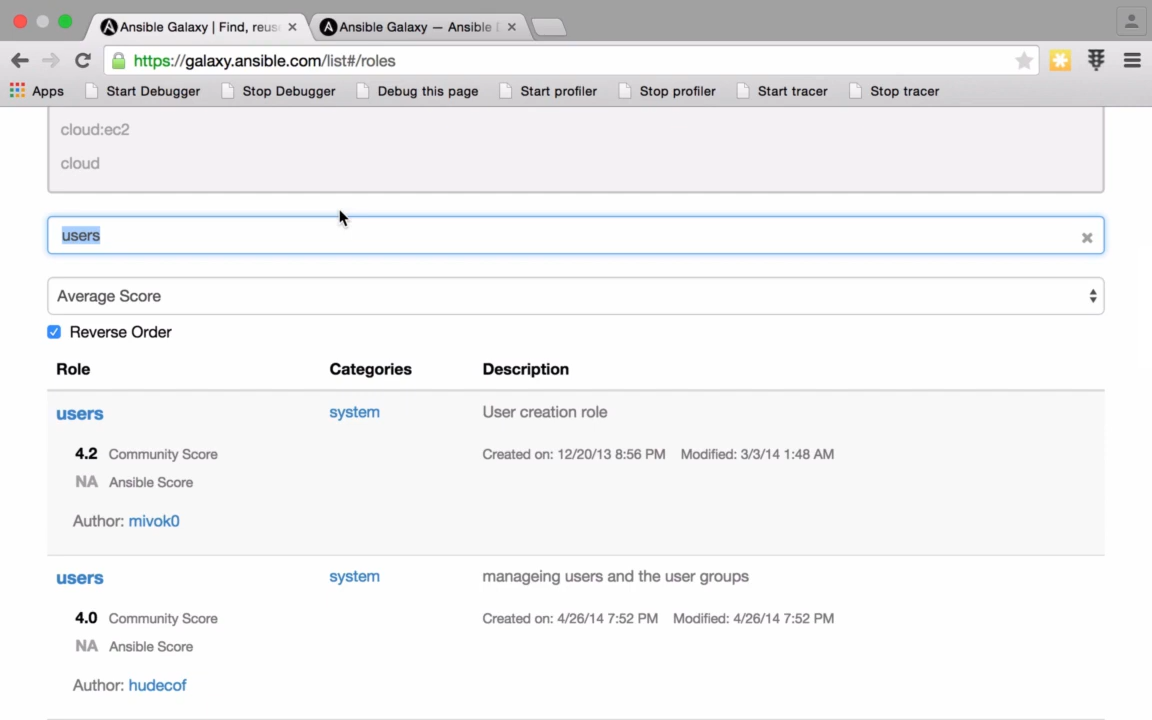 Ansible Galaxy | Find, reus
Ansible Galaxy — Ansible
https://galaxy.ansible.com/list#/roles
Apps Start Debugger Stop Debugger Debug this page Start profiler Stop profiler Start tracer Stop tracer
cloud:ec2
cloud
users
Average Score
Reverse Order
Role Categories Description
users system User creation role
4.2 Community Score Created on: 12/20/13 8:56 PM Modified: 3/3/14 1:48 AM
NA Ansible Score
Author: mivok0
users system manageing users and the user groups
4.0 Community Score Created on: 4/26/14 7:52 PM Modified: 4/26/14 7:52 PM
NA Ansible Score
Author: hudecof